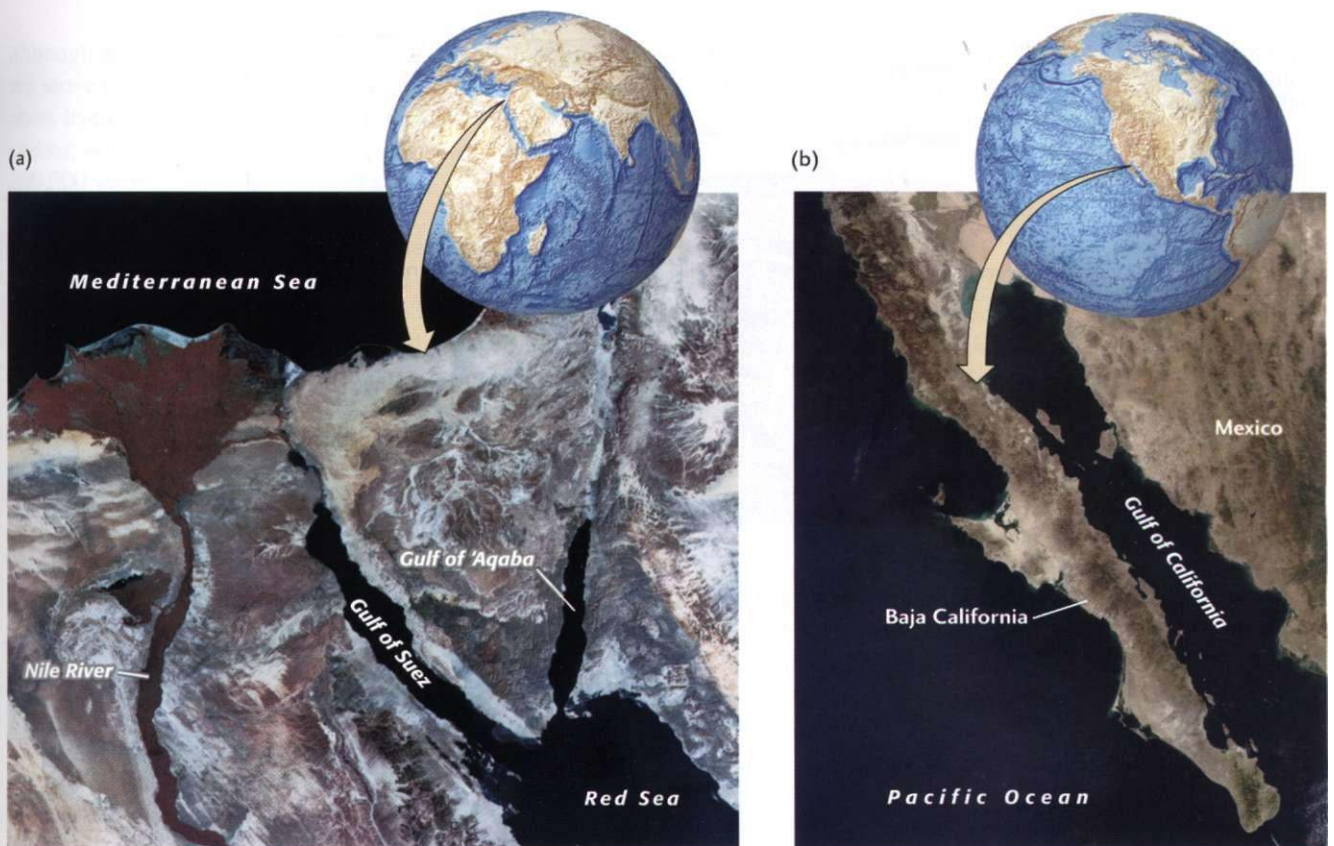 (a)
Mediterranean Sea
Gulf of 'Aqaba
Gulf of Suez
Nile River
Red Sea
(b)
Mexico
Gulf of California
Baja California
Pacific Ocean